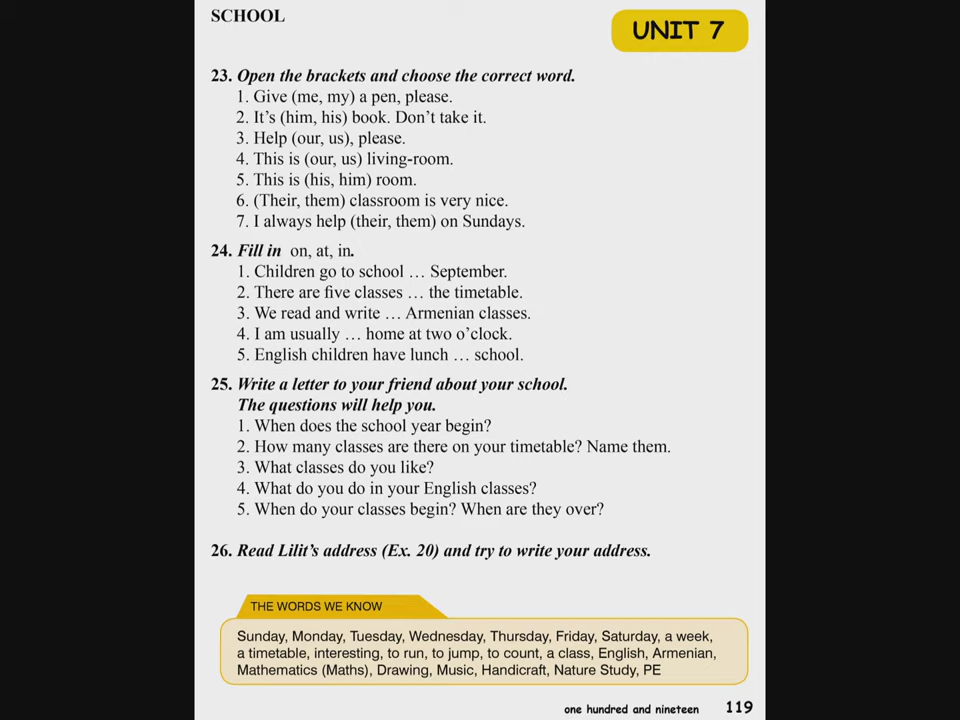 SCHOOL
UNIT 7
23. Open the brackets and choose the correct word.
1. Give (me, my) a pen, please.
2. It’s (him, his) book. Don’t take it.
3. Help (our, us), please.
4. This is (our, us) living-room.
5. This is (his, him) room.
6. (Their, them) classroom is very nice.
7. I always help (their, them) on Sundays.
24. Fill in on, at, in.
1. Children go to school … September.
2. There are five classes … the timetable.
3. We read and write … Armenian classes.
4. I am usually … home at two o’clock.
5. English children have lunch … school.
25. Write a letter to your friend about your school.
The questions will help you.
1. When does the school year begin?
2. How many classes are there on your timetable? Name them.
3. What classes do you like?
4. What do you do in your English classes?
5. When do your classes begin? When are they over?
26. Read Lilit’s address (Ex. 20) and try to write your address.
THE WORDS WE KNOW
Sunday, Monday, Tuesday, Wednesday, Thursday, Friday, Saturday, a week,
a timetable, interesting, to run, to jump, to count, a class, English, Armenian,
Mathematics (Maths), Drawing, Music, Handicraft, Nature Study, PE
one hundred and nineteen 119